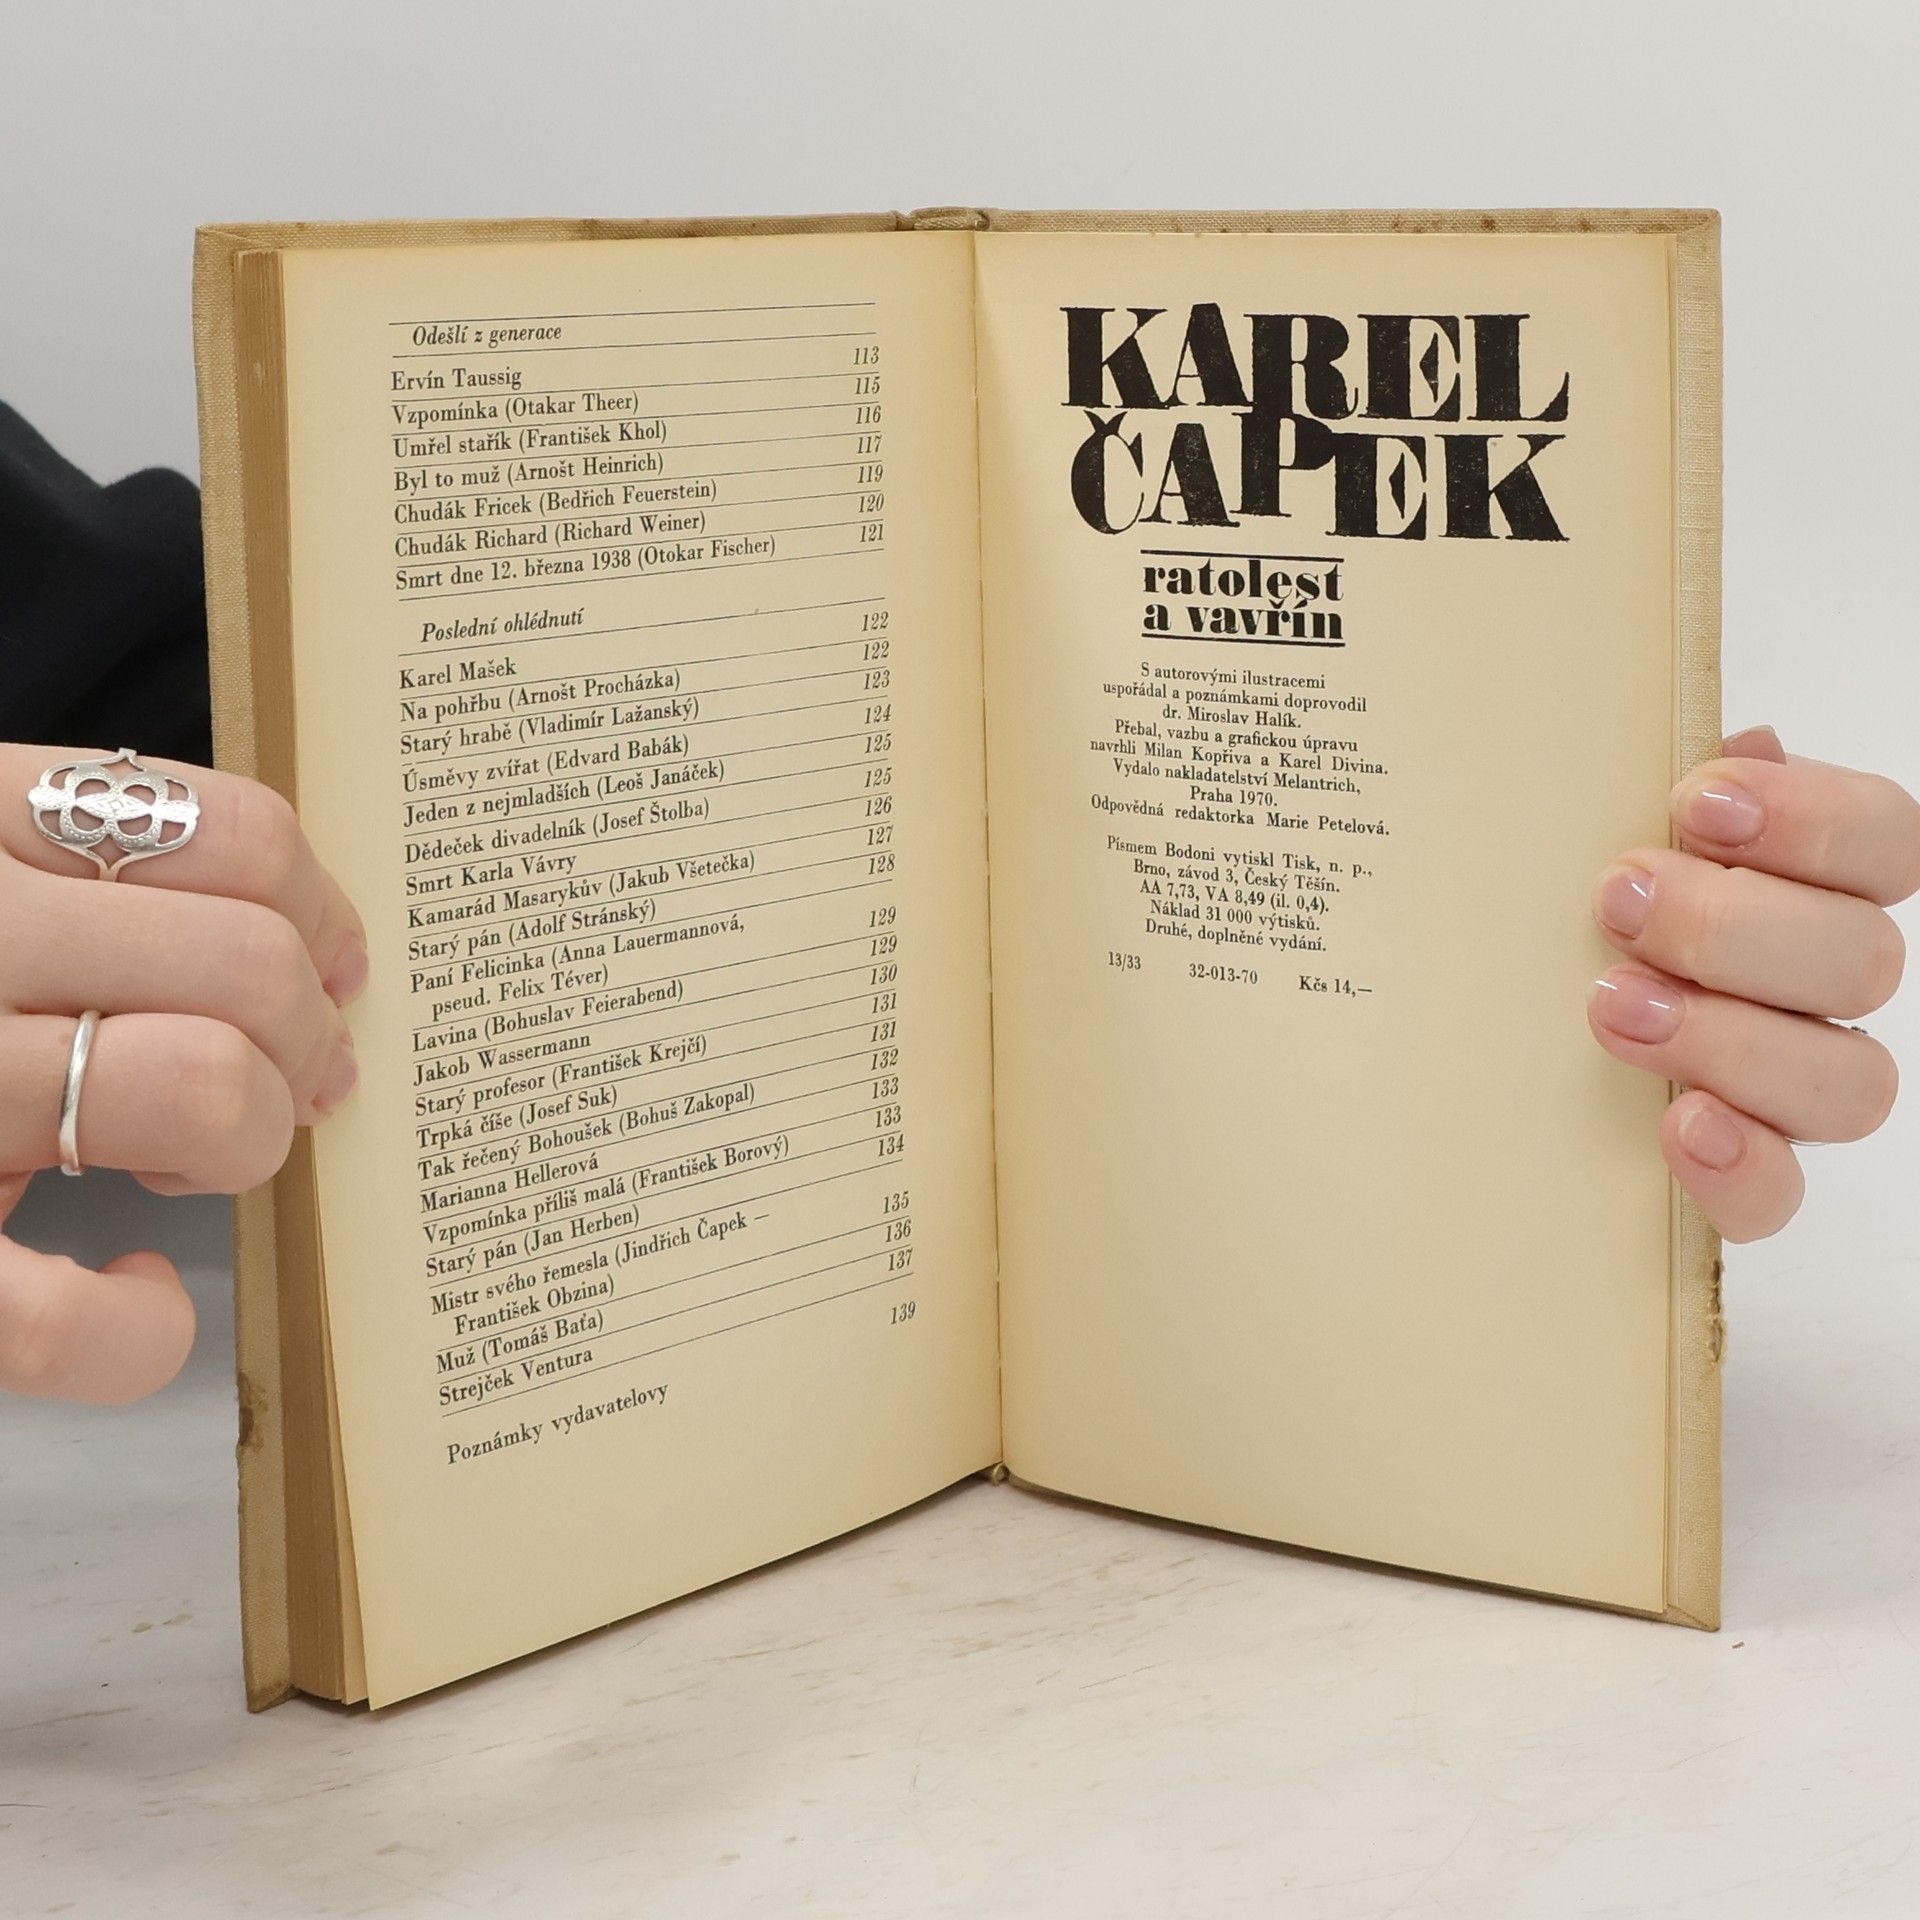 Odešlí z generace
Ervín Taussig 113
Vzpomínka (Otakar Theer) 115
Umřel stařík (František Khol) 116
Byl to muž (Arnošt Heinrich) 117
Chudák Fricek (Bedřich Feuerstein) 119
Chudák Richard (Richard Weiner) 120
Smrt dne 12. března 1938 (Otokar Fischer) 121
Poslední ohlédnutí
Karel Mašek 122
Na pohřbu (Arnošt Procházka) 122
Starý hrabě (Vladimír Lažanský) 123
Úsměvy zvířat (Edvard Babák) 124
Jeden z nejmladších (Leoš Janáček) 125
Dědeček divadelník (Josef Štolba) 125
Smrt Karla Vávry 126
Kamarád Masarykův (Jakub Všetečka) 127
Starý pán (Adolf Stránský) 128
Paní Felicinka (Anna Lauermannová,
pseud. Felix Téver) 129
Lavina (Bohuslav Feierabend) 129
Jakob Wassermann 130
Starý profesor (František Krejčí) 131
Trpká číše (Josef Suk) 131
Tak řečený Bohoušek (Bohuš Zakopal) 132
Marianna Hellerová 133
Vzpomínka příliš malá (František Borový) 133
Starý pán (Jan Herben) 134
Mistr svého řemesla (Jindřich Čapek —
František Obzina) 135
Muž (Tomáš Baťa) 136
Strejček Ventura 137
Poznámky vydavatelovy 139
KAREL
ČAPEK
ratolest
a vavřín
S autorovými ilustracemi
uspořádal a poznámkami doprovodil
dr. Miroslav Halík.
Přebal, vazbu a grafickou úpravu
navrhli Milan Kopřiva a Karel Divina.
Vydalo nakladatelství Melantrich,
Praha 1970.
Odpovědná redaktorka Marie Petelová.
Písmem Bodoni vytiskl Tisk, n. p.,
Brno, závod 3, Český Těšín.
AA 7,73, VA 8,49 (il. 0,4).
Náklad 31 000 výtisků.
Druhé, doplněné vydání.
13/33 32-013-70 Kčs 14,—